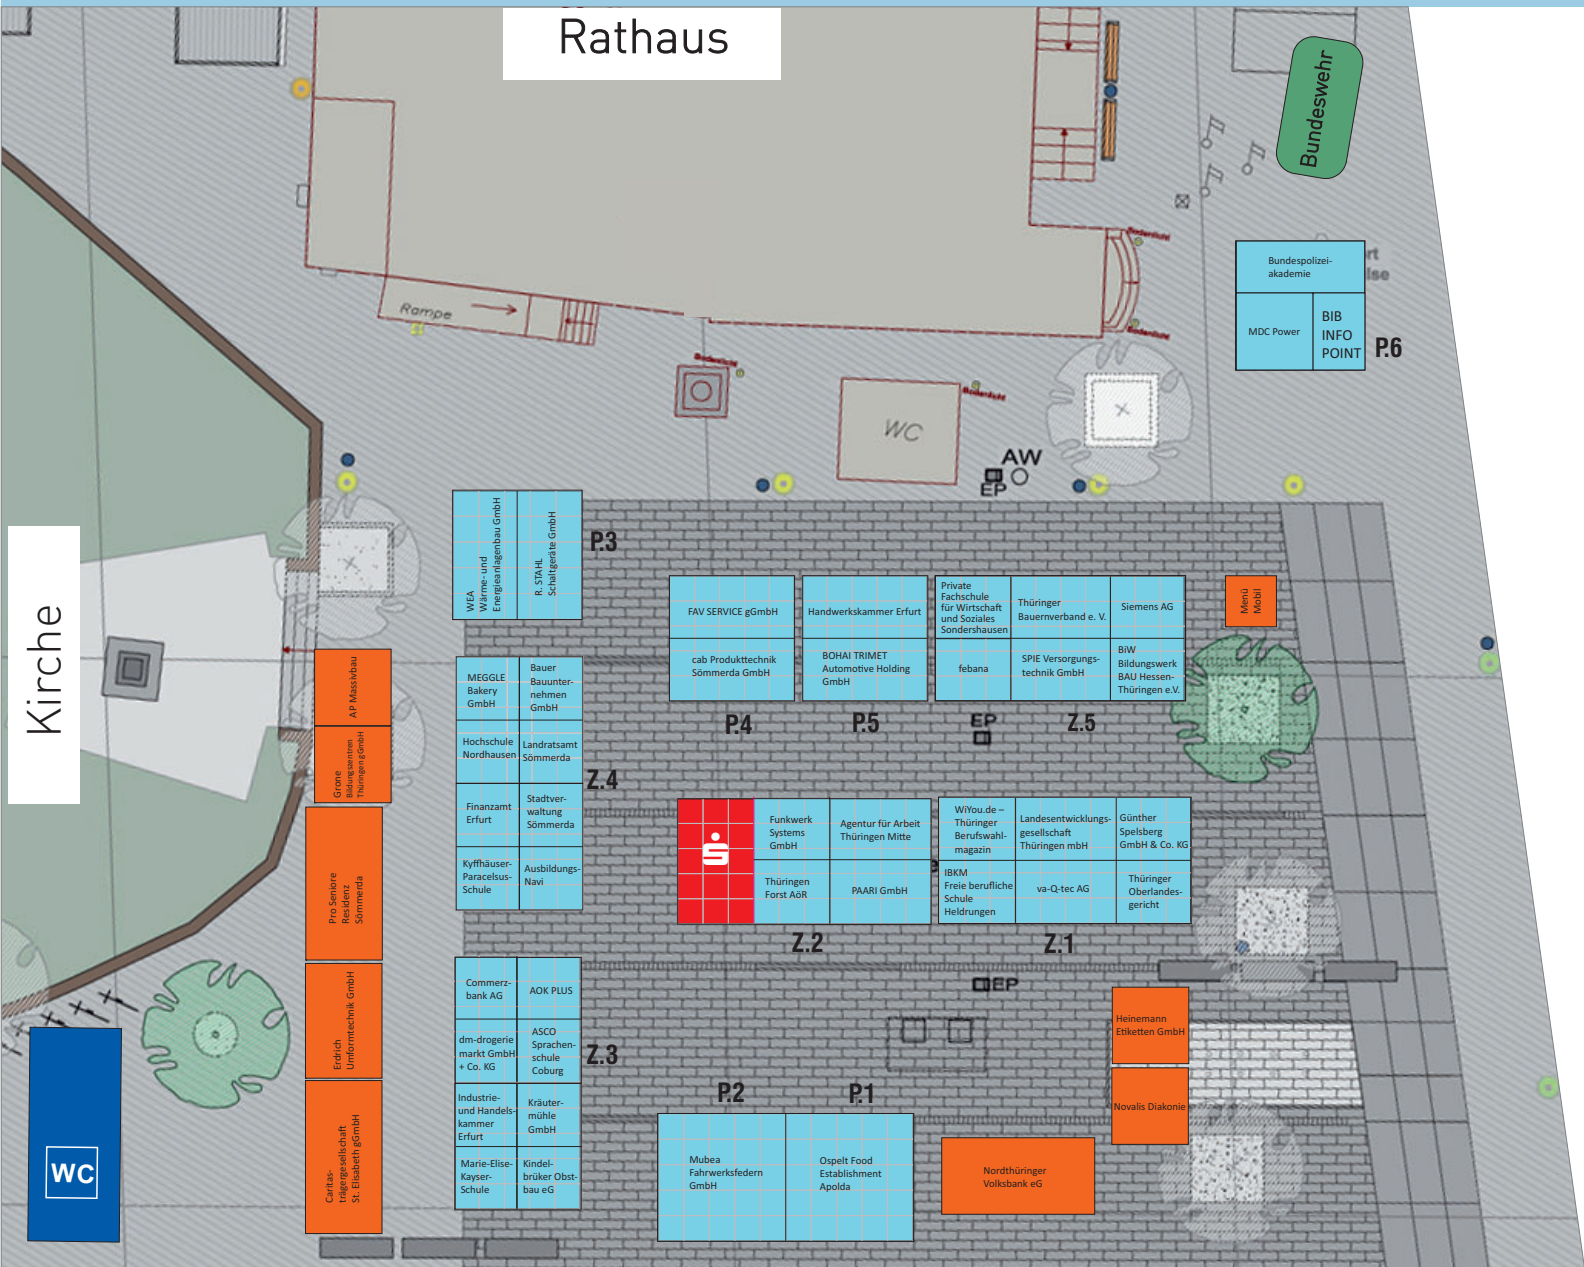 Rathaus
Bundeswehr
Bodenlicht
Bundespolizei-
akademie
rt
lse
MDC Power
BIB
INFO
POINT
P.6
Rampe
Bodenlicht
Bodenlicht
Bodenlicht
WC
AW
EP
Kirche
WEA
Wärme- und
Energieanlagenbau GmbH
R. STAHL
Schaltgeräte GmbH
P.3
FAV SERVICE gGmbH
cab Produkttechnik
Sömmerda GmbH
P.4
Handwerkskammer Erfurt
BOHAI TRIMET
Automotive Holding
GmbH
P.5
Private
Fachschule
für Wirtschaft
und Soziales
Sondershausen
Thüringer
Bauernverband e. V.
Siemens AG
febana
SPIE Versorgungs-
technik GmbH
BiW
Bildungswerk
BAU Hessen-
Thüringen e.V.
EP
Z.5
Menü
Mobil
AP Massivbau
Grone
Bildungszentren
Thüringen gGmbH
MEGGLE
Bakery
GmbH
Bauer
Bauunter-
nehmen
GmbH
Hochschule
Nordhausen
Landratsamt
Sömmerda
Z.4
Finanzamt
Erfurt
Stadtver-
waltung
Sömmerda
Kyffhäuser-
Paracelsus-
Schule
Ausbildungs-
Navi
Funkwerk
Systems
GmbH
Agentur für Arbeit
Thüringen Mitte
Thüringen
Forst AöR
PAARI GmbH
Z.2
WiYou.de –
Thüringer
Berufswahl-
magazin
Landesentwicklungs-
gesellschaft
Thüringen mbH
Günther
Spelsberg
GmbH & Co. KG
IBKM
Freie berufliche
Schule
Heldrungen
va-Q-tec AG
Thüringer
Oberlandes-
gericht
Z.1
Pro Seniore
Residenz
Sömmerda
Erdrich
Umformtechnik GmbH
Caritas-
trägergesellschaft
St. Elisabeth gGmbH
Commerz-
bank AG
AOK PLUS
dm-drogerie
markt GmbH
+ Co. KG
ASCO
Sprachen-
schule
Coburg
Z.3
Industrie-
und Handels-
kammer
Erfurt
Kräuter-
mühle
GmbH
Marie-Elise-
Kayser-
Schule
Kindel-
brüker Obst-
bau eG
EP
Heinemann
Etiketten GmbH
Novalis Diakonie
P.2
P.1
Mubea
Fahrwerksfedern
GmbH
Ospelt Food
Establishment
Apolda
Nordthüringer
Volksbank eG
WC